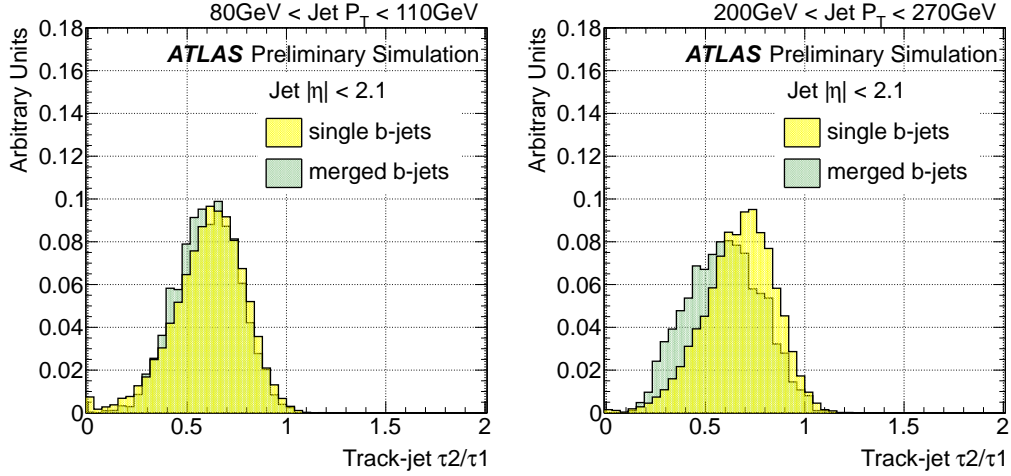 80GeV < Jet P_T < 110GeV
Arbitrary Units
0.18
0.16
0.14
0.12
0.1
0.08
0.06
0.04
0.02
0
ATLAS Preliminary Simulation
Jet |η| < 2.1
single b-jets
merged b-jets
0 0.5 1 1.5 2
Track-jet τ2/τ1
200GeV < Jet P_T < 270GeV
Arbitrary Units
0.18
0.16
0.14
0.12
0.1
0.08
0.06
0.04
0.02
0
ATLAS Preliminary Simulation
Jet |η| < 2.1
single b-jets
merged b-jets
0 0.5 1 1.5 2
Track-jet τ2/τ1